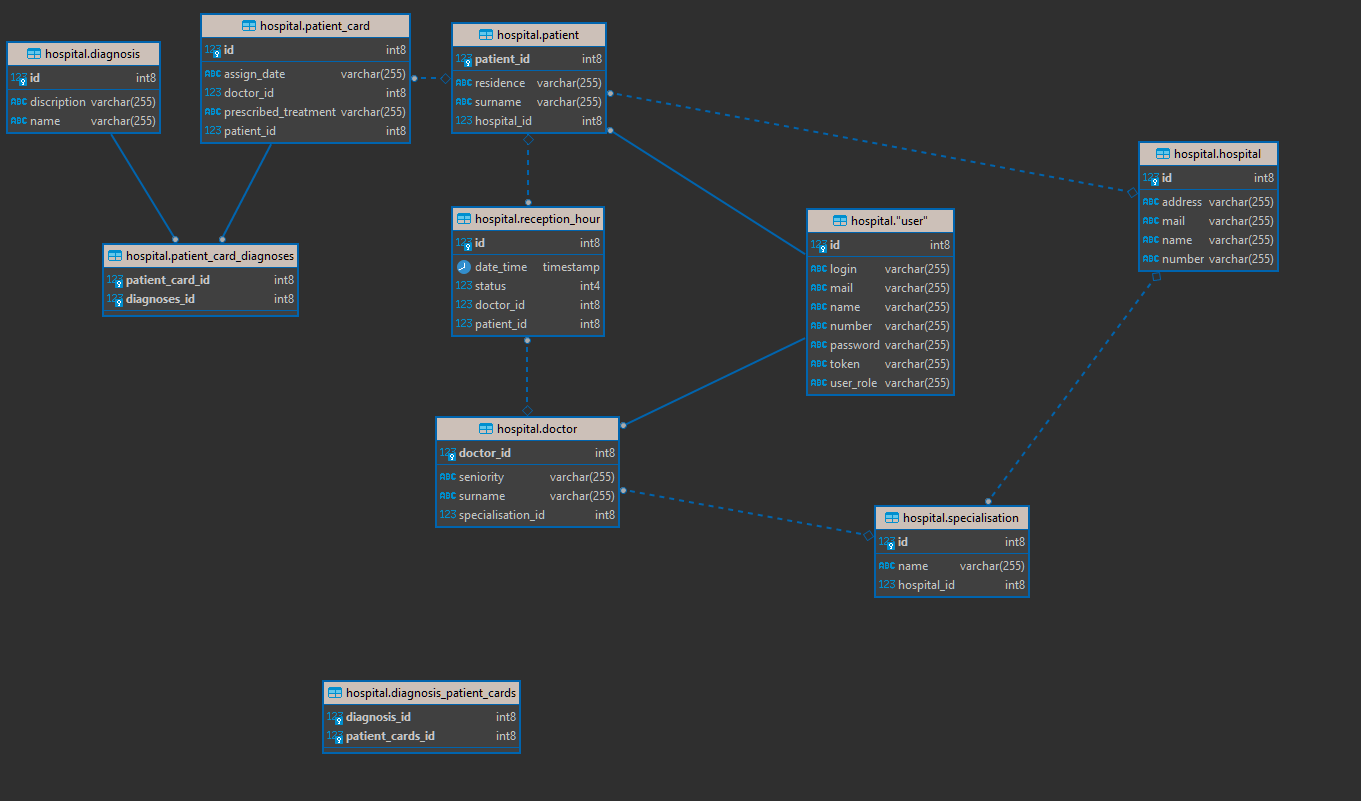 hospital.diagnosis
123 id int8
ABC discription varchar(255)
ABC name varchar(255)
hospital.patient_card
123 id int8
ABC assign_date varchar(255)
123 doctor_id int8
ABC prescribed_treatment varchar(255)
123 patient_id int8
hospital.patient
123 patient_id int8
ABC residence varchar(255)
ABC surname varchar(255)
123 hospital_id int8
hospital.hospital
123 id int8
ABC address varchar(255)
ABC mail varchar(255)
ABC name varchar(255)
ABC number varchar(255)
hospital.patient_card_diagnoses
123 patient_card_id int8
123 diagnoses_id int8
hospital.reception_hour
123 id int8
date_time timestamp
123 status int4
123 doctor_id int8
123 patient_id int8
hospital."user"
123 id int8
ABC login varchar(255)
ABC mail varchar(255)
ABC name varchar(255)
ABC number varchar(255)
ABC password varchar(255)
ABC token varchar(255)
ABC user_role varchar(255)
hospital.doctor
123 doctor_id int8
ABC seniority varchar(255)
ABC surname varchar(255)
123 specialisation_id int8
hospital.specialisation
123 id int8
ABC name varchar(255)
123 hospital_id int8
hospital.diagnosis_patient_cards
123 diagnosis_id int8
123 patient_cards_id int8